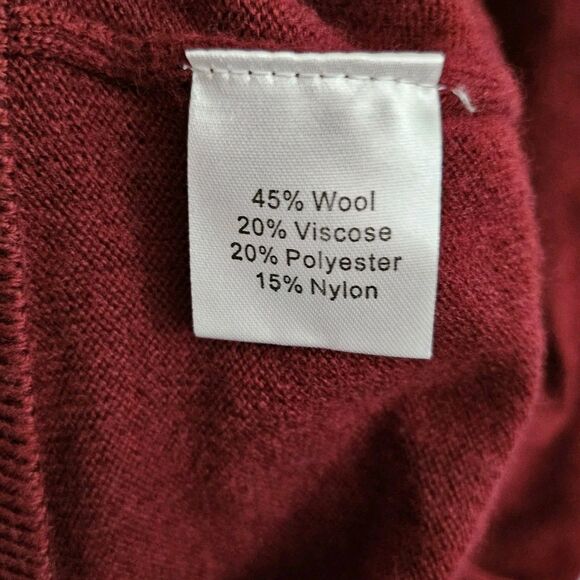 45% Wool
20% Viscose
20% Polyester
15% Nylon